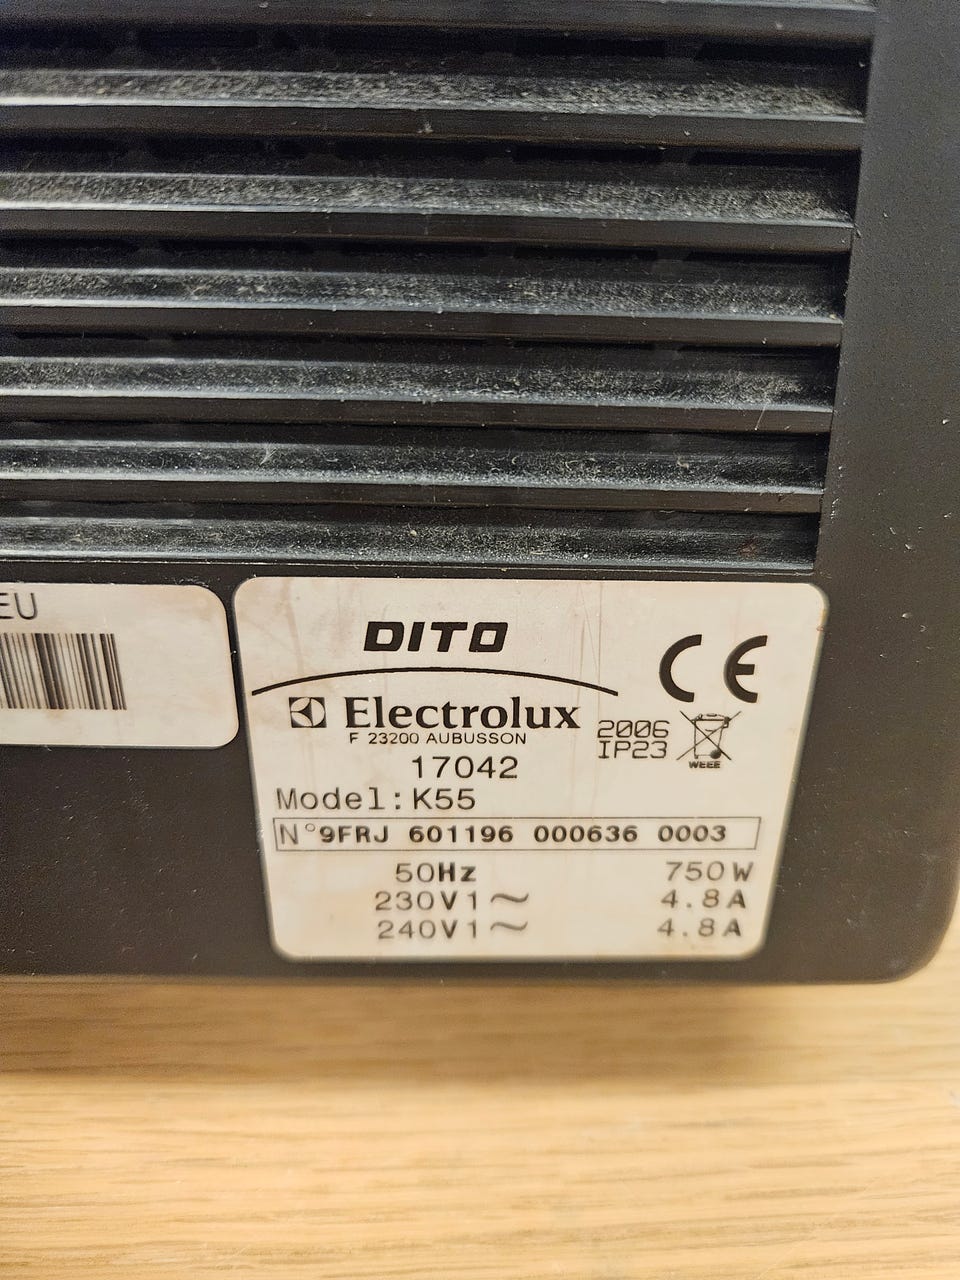 EU
DITO
CE
Electrolux
F 23200 AUBUSSON
2006
IP23
WEEE
17042
Model: K55
N° 9FRJ 601196 000636 0003
50Hz 750W
230V1~ 4.8A
240V1~ 4.8A